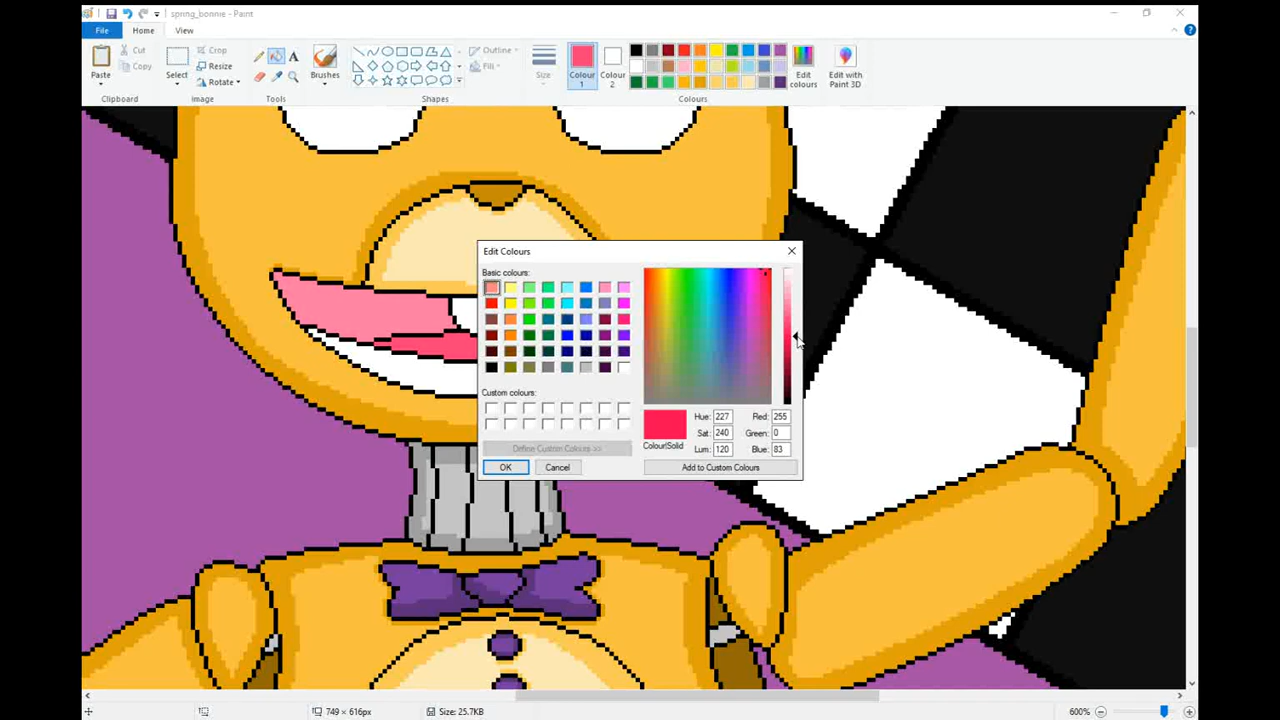 spring_bonnie - Paint
File Home View
Paste
Cut
Copy
Clipboard
Select
Crop
Resize
Rotate
Image
A
Tools
Brushes
Outline
Fill
Shapes
Size
Colour 1
Colour 2
Edit colours
Edit with Paint 3D
Colours
Edit Colours
Basic colours:
Custom colours:
Define Custom Colours >>
OK Cancel
Colour|Solid
Hue: 227 Red: 255
Sat: 240 Green: 0
Lum: 120 Blue: 83
Add to Custom Colours
749 × 616px Size: 25.7KB 600%